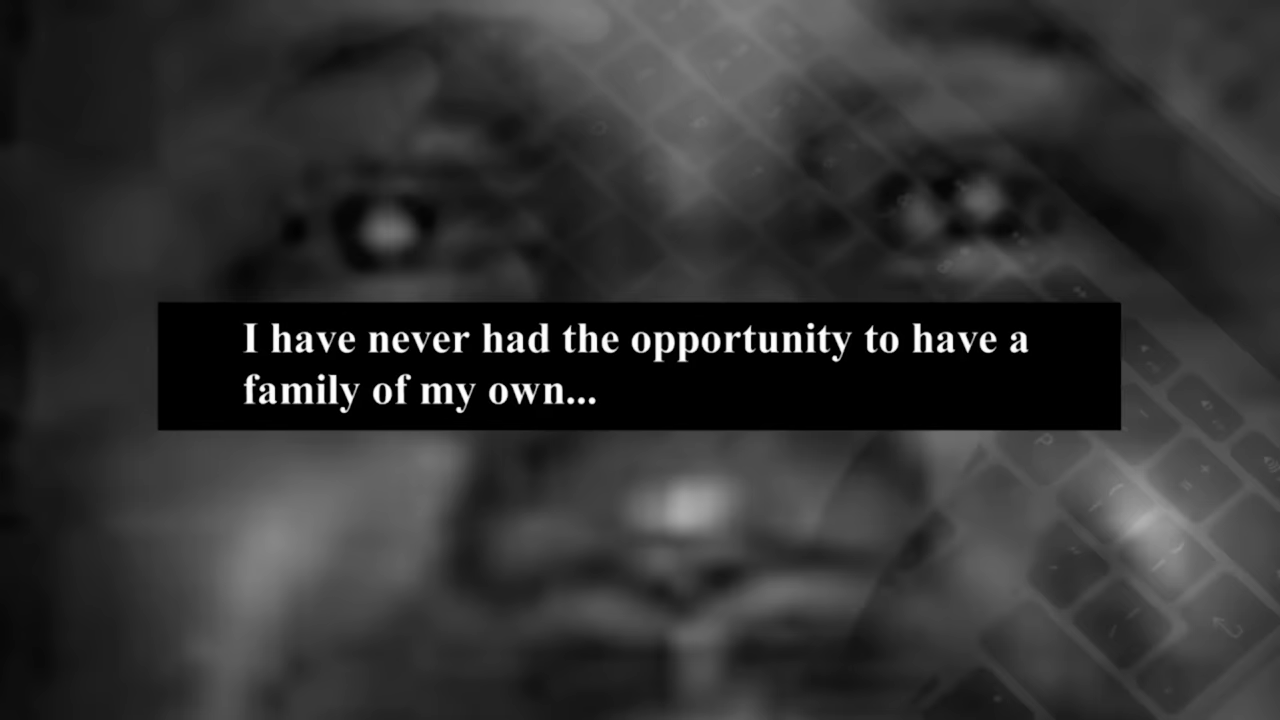 I have never had the opportunity to have a
family of my own...